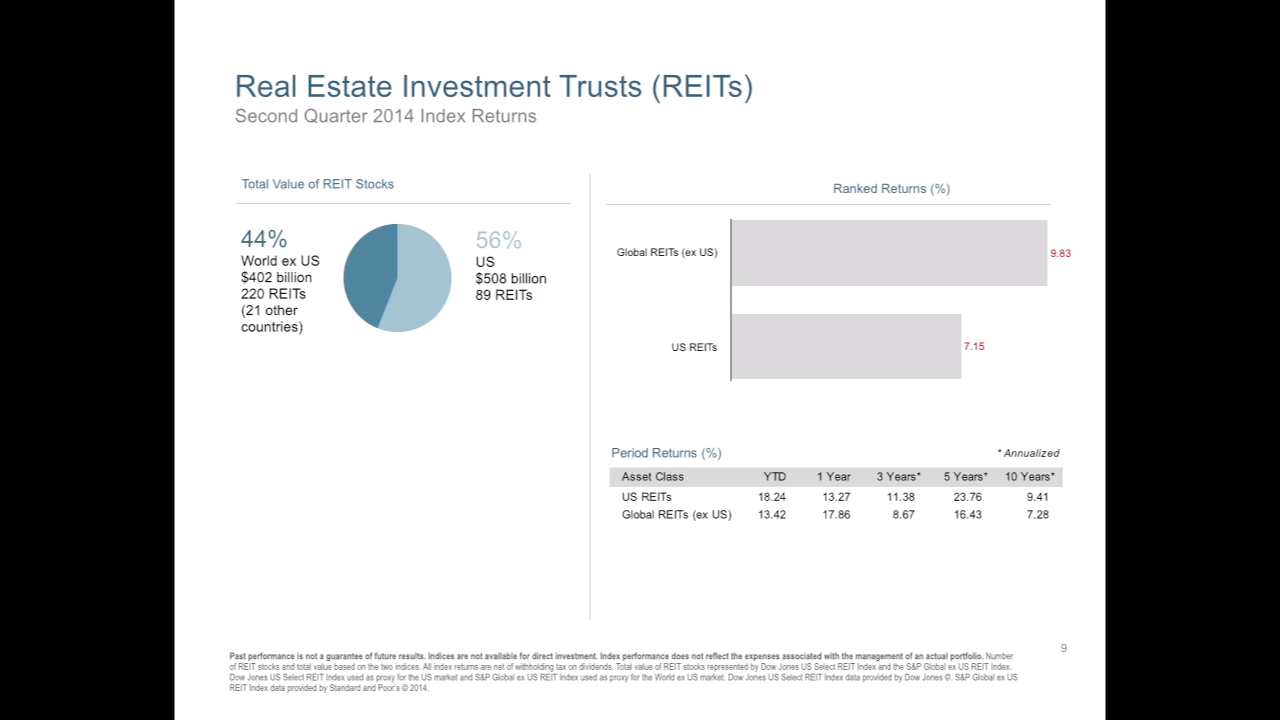 Real Estate Investment Trusts (REITs)
Second Quarter 2014 Index Returns
Total Value of REIT Stocks
44%
World ex US
$402 billion
220 REITs
(21 other
countries)
56%
US
$508 billion
89 REITs
Ranked Returns (%)
Global REITs (ex US) 9.83
US REITs 7.15
Period Returns (%) * Annualized
Asset Class YTD 1 Year 3 Years* 5 Years* 10 Years*
US REITs 18.24 13.27 11.38 23.76 9.41
Global REITs (ex US) 13.42 17.86 8.67 16.43 7.28
9
Past performance is not a guarantee of future results. Indices are not available for direct investment. Index performance does not reflect the expenses associated with the management of an actual portfolio. Number
of REIT stocks and total value based on the two indices. All index returns are net of withholding tax on dividends. Total value of REIT stocks represented by Dow Jones US Select REIT Index and the S&P Global ex US REIT Index.
Dow Jones US Select REIT Index used as proxy for the US market and S&P Global ex US REIT Index used as proxy for the World ex US market. Dow Jones US Select REIT Index data provided by Dow Jones ©. S&P Global ex US
REIT Index data provided by Standard and Poor's © 2014.